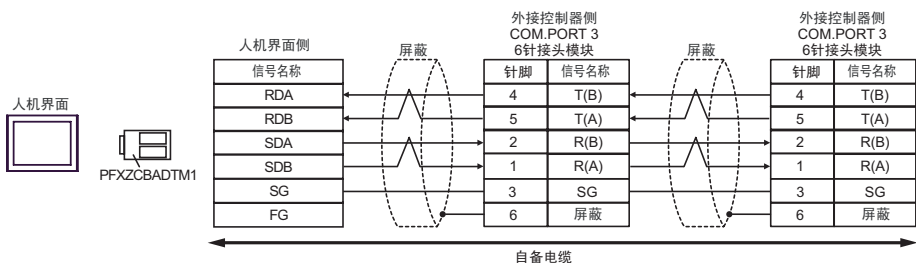 人机界面
PFXZCBADTM1
人机界面侧
信号名称
RDA
RDB
SDA
SDB
SG
FG
屏蔽
外接控制器侧
COM.PORT 3
6针接头模块
针脚 信号名称
4 T(B)
5 T(A)
2 R(B)
1 R(A)
3 SG
6 屏蔽
屏蔽
外接控制器侧
COM.PORT 3
6针接头模块
针脚 信号名称
4 T(B)
5 T(A)
2 R(B)
1 R(A)
3 SG
6 屏蔽
自备电缆